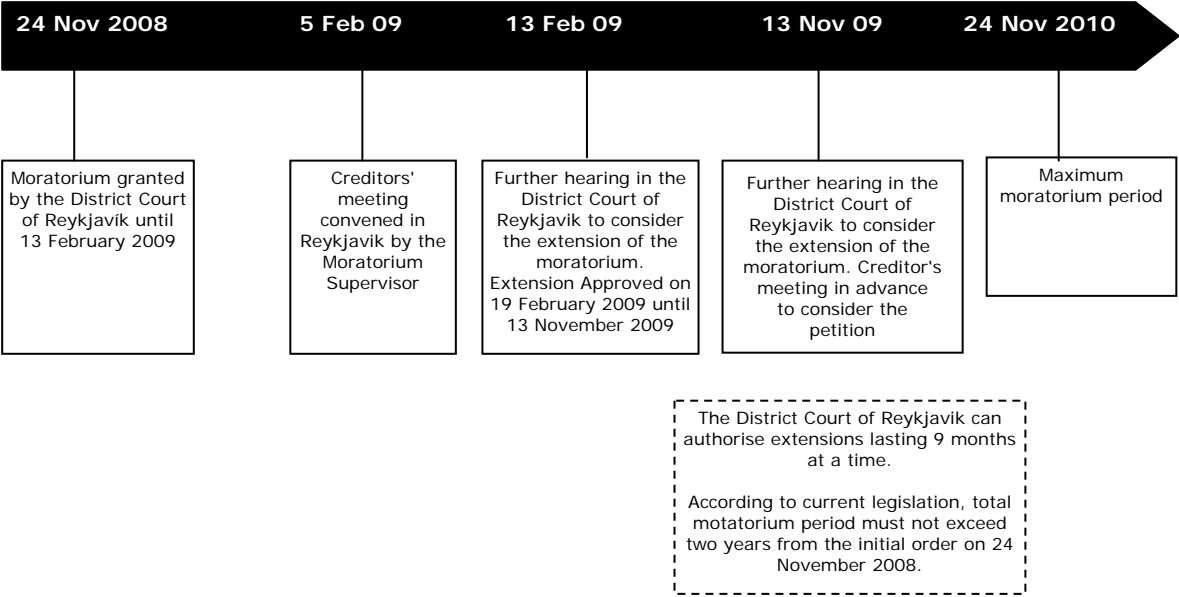 24 Nov 2008
5 Feb 09
13 Feb 09
13 Nov 09
24 Nov 2010
Moratorium granted
by the District Court
of Reykjavík until
13 February 2009
Creditors'
meeting
convened in
Reykjavik by the
Moratorium
Supervisor
Further hearing in the
District Court of
Reykjavik to consider
the extension of the
moratorium.
Extension Approved on
19 February 2009 until
13 November 2009
Further hearing in the
District Court of
Reykjavik to consider
the extension of the
moratorium. Creditor's
meeting in advance
to consider the
petition
Maximum
moratorium period
The District Court of Reykjavik can
authorise extensions lasting 9 months
at a time.
According to current legislation, total
motatorium period must not exceed
two years from the initial order on 24
November 2008.